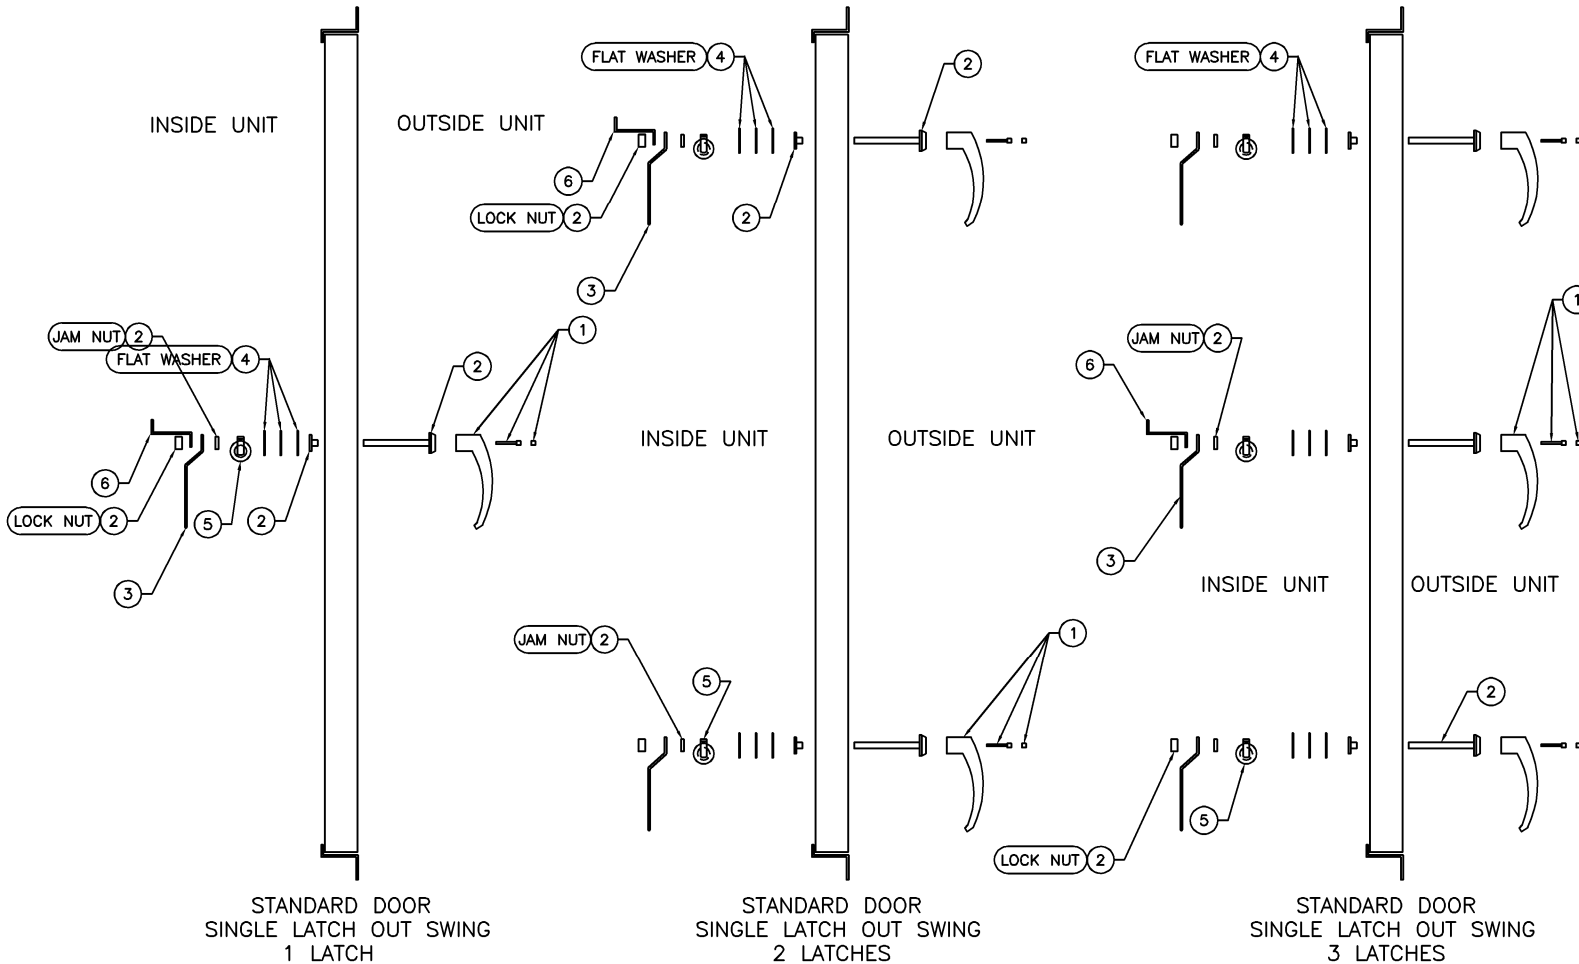 INSIDE UNIT
OUTSIDE UNIT
JAM NUT 2
FLAT WASHER 4
6
LOCK NUT 2
3
5
2
2
1
STANDARD DOOR
SINGLE LATCH OUT SWING
1 LATCH
FLAT WASHER 4
2
6
LOCK NUT 2
2
3
INSIDE UNIT
OUTSIDE UNIT
JAM NUT 2
5
1
STANDARD DOOR
SINGLE LATCH OUT SWING
2 LATCHES
FLAT WASHER 4
1
JAM NUT 2
6
3
INSIDE UNIT
OUTSIDE UNIT
2
5
LOCK NUT 2
STANDARD DOOR
SINGLE LATCH OUT SWING
3 LATCHES